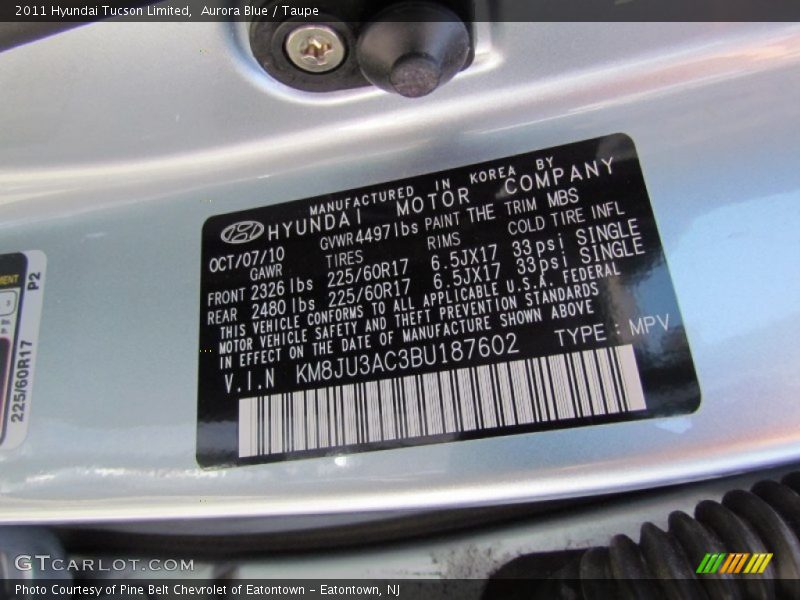 2011 Hyundai Tucson Limited,  Aurora Blue / Taupe
MANUFACTURED IN KOREA BY
HYUNDAI MOTOR COMPANY
OCT/07/10 GVWR4497lbs PAINT THE TRIM MBS
GAWR TIRES RIMS COLD TIRE INFL
FRONT 2326 lbs 225/60R17 6.5JX17 33psi SINGLE
REAR 2480 lbs 225/60R17 6.5JX17 33psi SINGLE
THIS VEHICLE CONFORMS TO ALL APPLICABLE U.S.A. FEDERAL
MOTOR VEHICLE SAFETY AND THEFT PREVENTION STANDARDS
IN EFFECT ON THE DATE OF MANUFACTURE SHOWN ABOVE
V.I.N KM8JU3AC3BU187602 TYPE : MPV
P2
225/60R17
GTCARLOT.COM
Photo Courtesy of Pine Belt Chevrolet of Eatontown – Eatontown, NJ